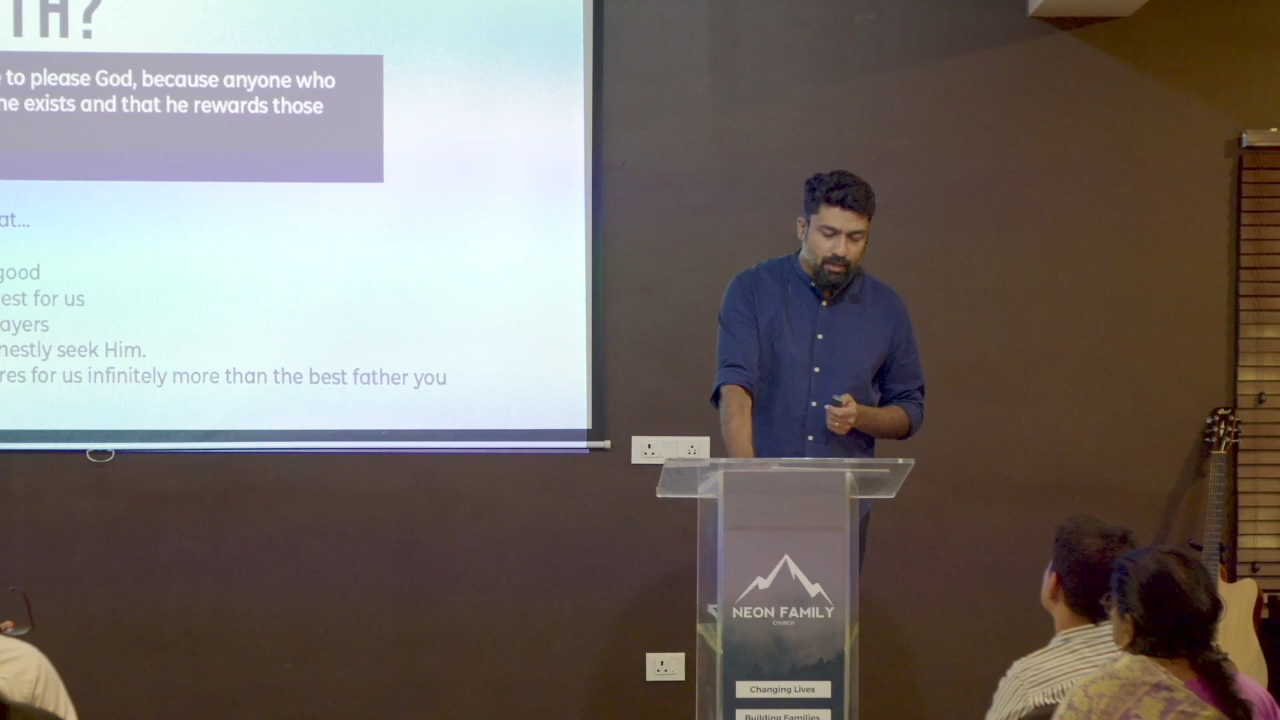 TH?
to please God, because anyone who
he exists and that he rewards those
at...
good
est for us
ayers
nestly seek Him.
res for us infinitely more than the best father you
NEON FAMILY
CHURCH
Changing Lives
Building Families